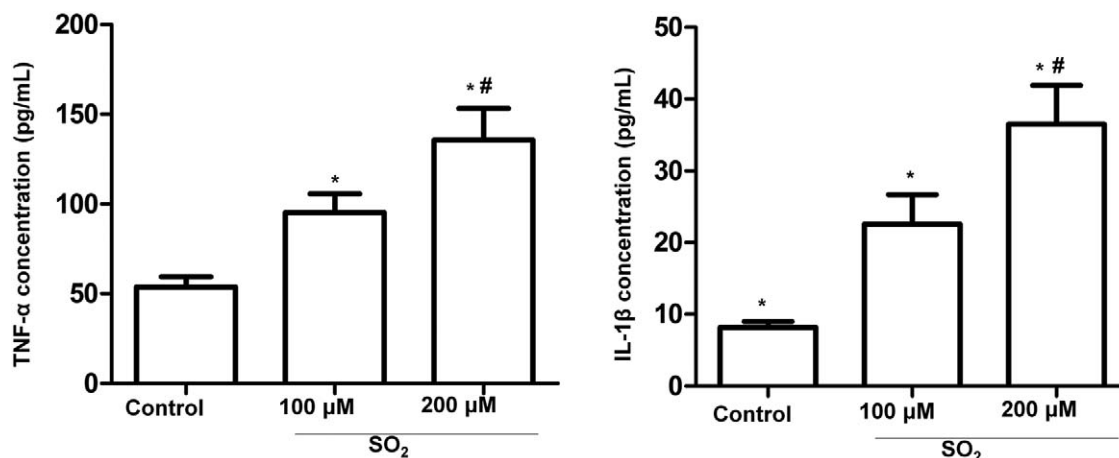 TNF-α concentration (pg/mL)
200
150
100
50
0
*
* #
Control
100 µM
200 µM
SO₂
IL-1β concentration (pg/mL)
50
40
30
20
10
0
*
*
* #
Control
100 µM
200 µM
SO₂